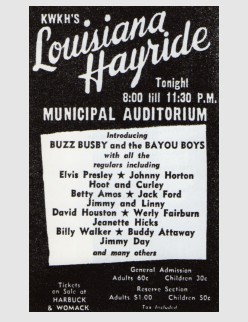 KWKH'S
Louisiana
Hayride
Tonight
8:00 till 11:30 P.M.
MUNICIPAL AUDITORIUM
Introducing
BUZZ BUSBY and the BAYOU BOYS
with all the
regulars including
Elvis Presley ★ Johnny Horton
Hoot and Curley
Betty Amos ★ Jack Ford
Jimmy and Linny
David Houston ★ Werly Fairburn
Jeanette Hicks
Billy Walker ★ Buddy Attaway
Jimmy Day
and many others
General Admission
Adults 60c Children 30c
Tickets
on Sale at
HARBUCK
& WOMACK
Reserve Section
Adults $1.00 Children 50c
Tax Included